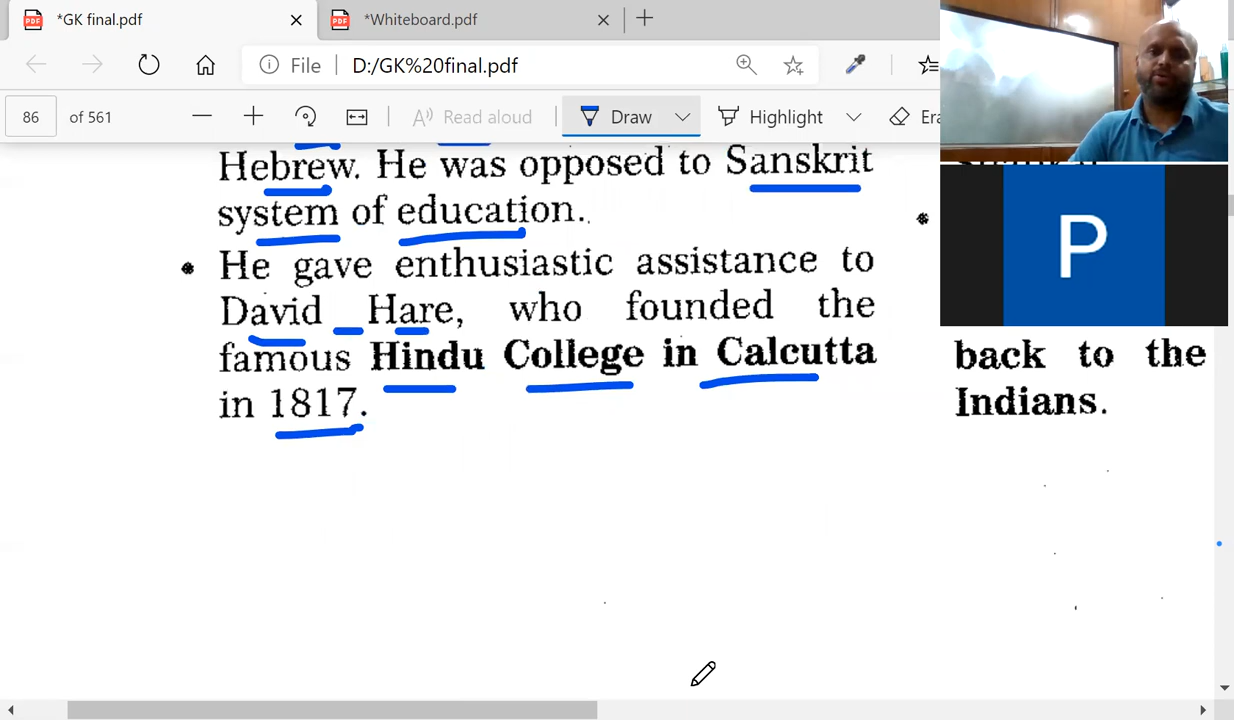 *GK final.pdf
*Whiteboard.pdf
File
D:/GK%20final.pdf
86 of 561
Read aloud
Draw
Highlight
Era
Hebrew. He was opposed to Sanskrit
system of education.
He gave enthusiastic assistance to
David Hare, who founded the
famous Hindu College in Calcutta
in 1817.
P
back to the
Indians.